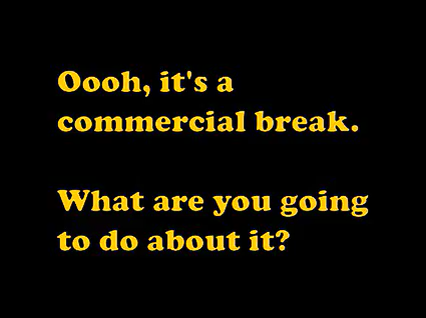 Oooh, it's a
commercial break.
What are you going
to do about it?